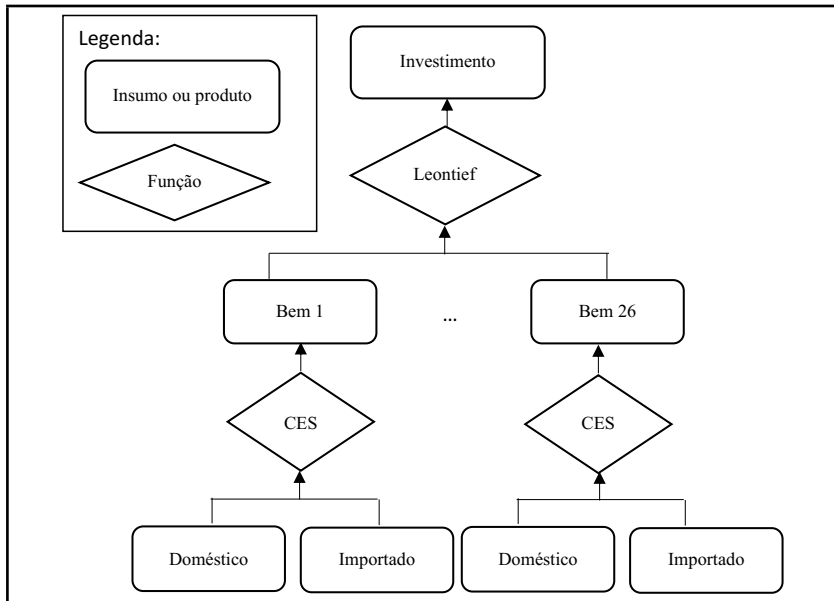 Legenda:
Insumo ou produto
Função
Investimento
Leontief
Bem 1
...
Bem 26
CES
CES
Doméstico
Importado
Doméstico
Importado